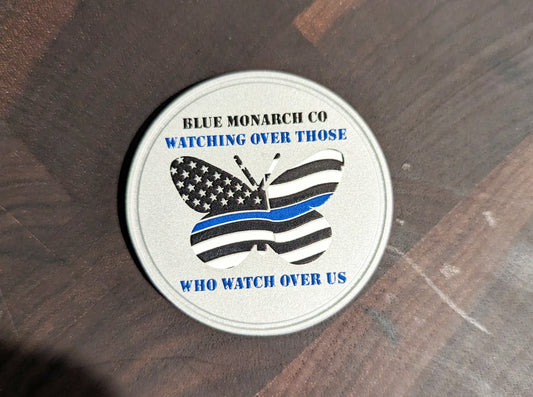 BLUE MONARCH CO
WATCHING OVER THOSE
WHO WATCH OVER US